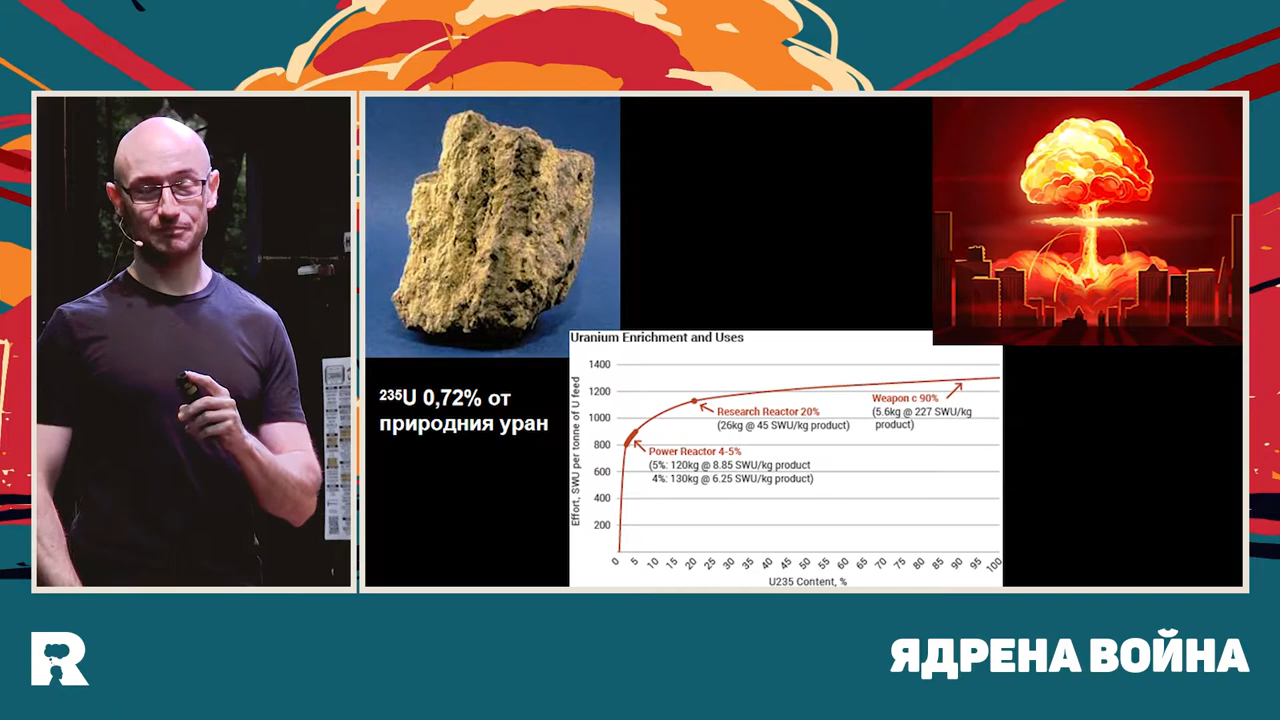 ²³⁵U 0,72% от
природния уран
Uranium Enrichment and Uses
Effort, SWU per tonne of U feed
1400
1200
1000
800
600
400
200
Weapon c 90%
(5.6kg @ 227 SWU/kg
product)
Research Reactor 20%
(26kg @ 45 SWU/kg product)
Power Reactor 4-5%
(5%: 120kg @ 8.85 SWU/kg product
4%: 130kg @ 6.25 SWU/kg product)
0 5 10 15 20 25 30 35 40 45 50 55 60 65 70 75 80 85 90 95 100
U235 Content, %
R
ЯДРЕНА ВОЙНА